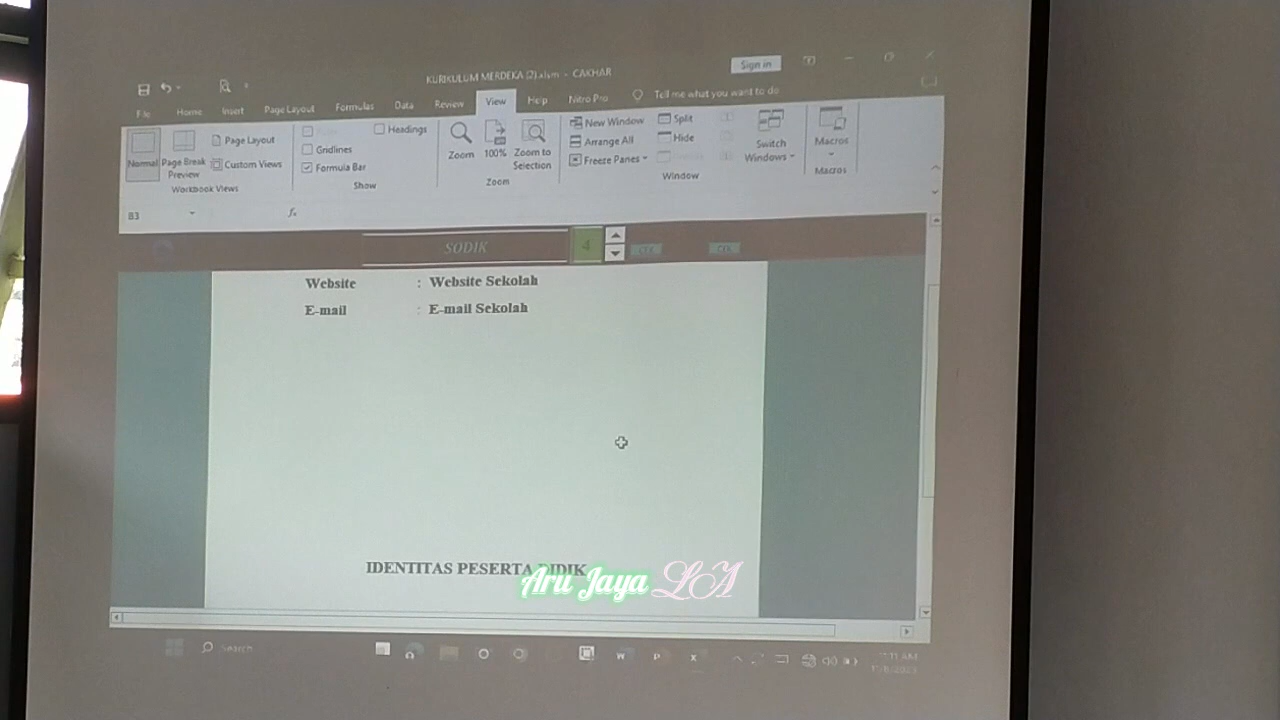 KURIKULUM MERDEKA (2).xlsm - CAKHAR
Sign in
File Home Insert Page Layout Formulas Data Review View Help Nitro Pro Tell me what you want to do
Normal
Page Break Preview
Page Layout
Custom Views
Workbook Views
Headings
Gridlines
Formula Bar
Show
Zoom
100%
Zoom to Selection
Zoom
New Window
Arrange All
Freeze Panes
Split
Hide
Window
Switch Windows
Macros
Macros
B3
fx
SODIK 4
Website : Website Sekolah
E-mail : E-mail Sekolah
IDENTITAS PESERTA DIDIK
Aru Jaya LA
Search